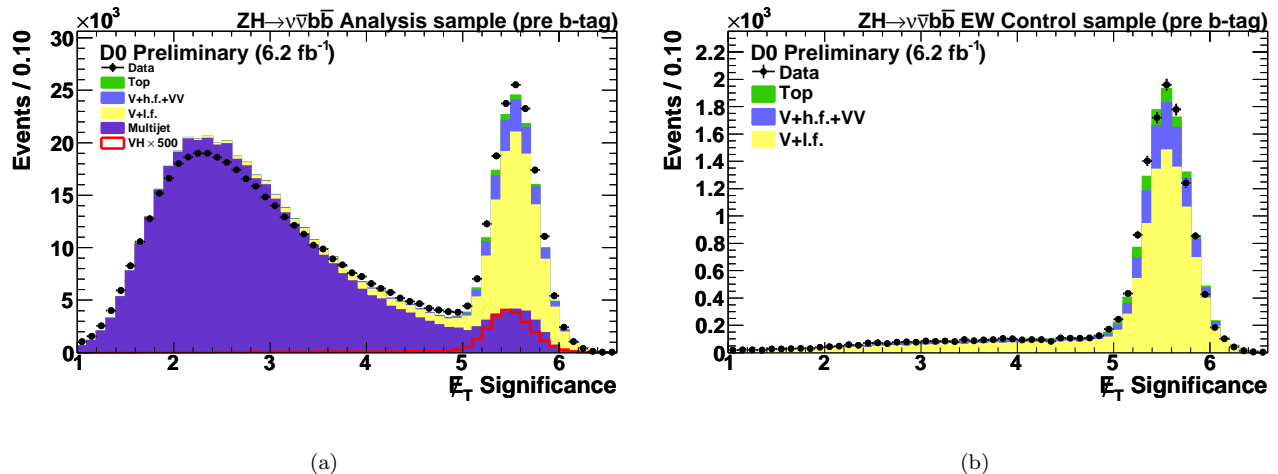 ZH→νν̅bb̅ Analysis sample (pre b-tag)
×10³
D0 Preliminary (6.2 fb⁻¹)
Data
Top
V+h.f.+VV
V+l.f.
Multijet
VH × 500
Events / 0.10
30
25
20
15
10
5
0
1 2 3 4 5 6
E̸_T Significance
(a)
ZH→νν̅bb̅ EW Control sample (pre b-tag)
×10³
D0 Preliminary (6.2 fb⁻¹)
Data
Top
V+h.f.+VV
V+l.f.
Events / 0.10
2.2
2
1.8
1.6
1.4
1.2
1
0.8
0.6
0.4
0.2
0
1 2 3 4 5 6
E̸_T Significance
(b)